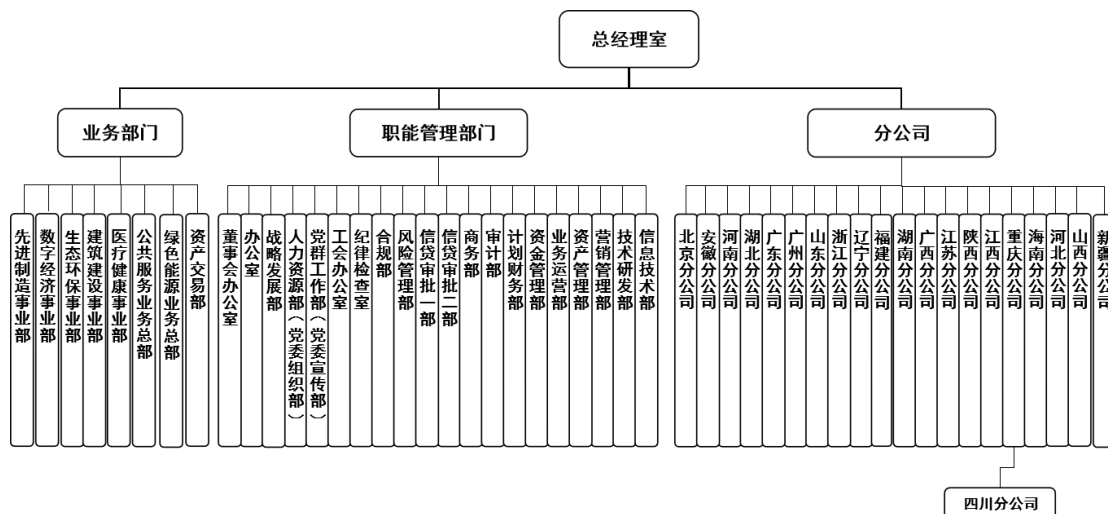 总经理室
业务部门
职能管理部门
分公司
先进制造事业部
数字经济事业部
生态环保事业部
建筑建设事业部
医疗健康事业部
公共服务业务总部
绿色能源业务总部
资产交易部
董事会办公室
办公室
战略发展部
人力资源部（党委组织部）
党群工作部（党委宣传部）
工会办公室
纪律检查室
合规部
风险管理部
信贷审批一部
信贷审批二部
商务部
审计部
计划财务部
资金管理部
业务运营部
资产管理部
营销管理部
技术研发部
信息技术部
北京分公司
安徽分公司
河南分公司
湖北分公司
广东分公司
广州分公司
山东分公司
浙江分公司
辽宁分公司
福建分公司
湖南分公司
广西分公司
江苏分公司
陕西分公司
江西分公司
重庆分公司
海南分公司
河北分公司
山西分公司
新疆分公司
四川分公司